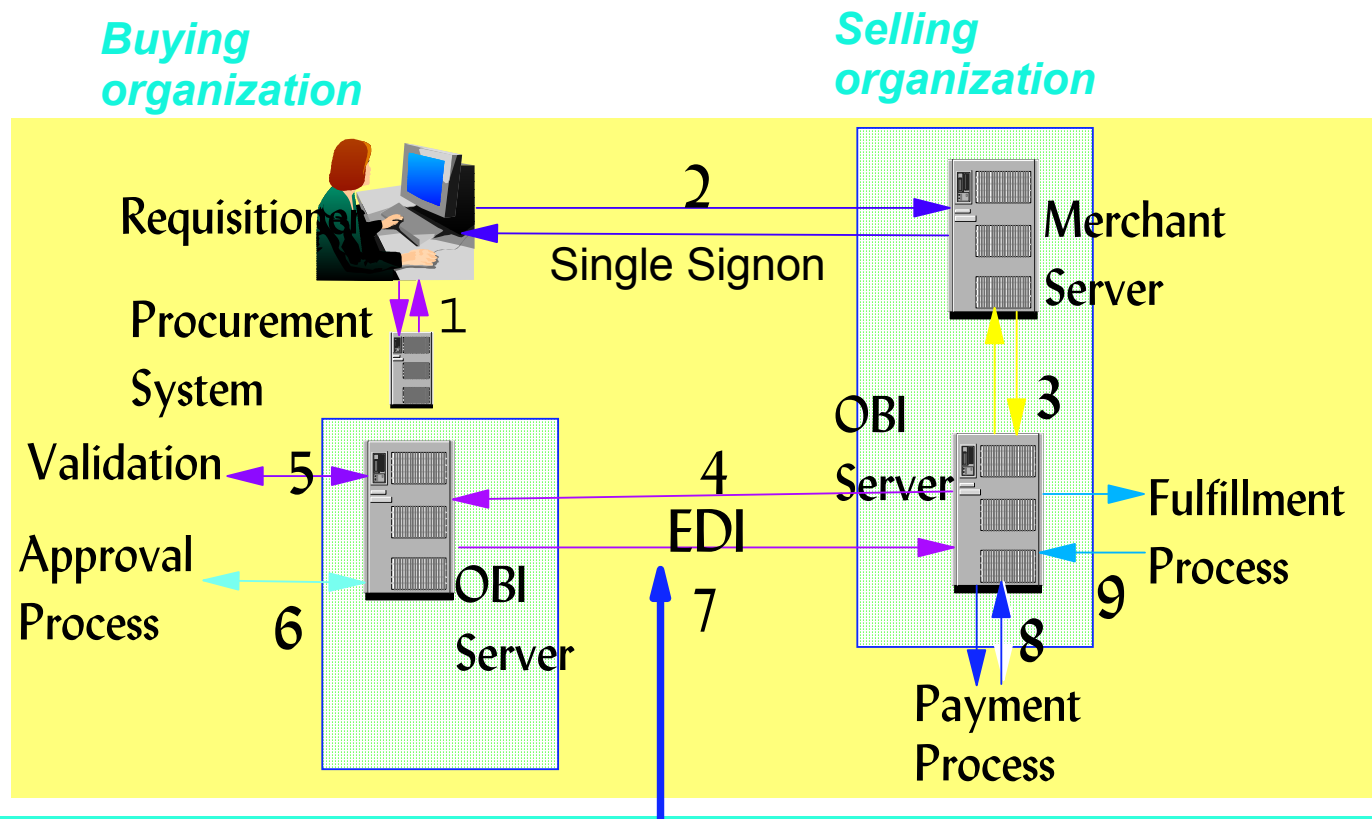 Buying
organization
Selling
organization
Requisitioner
2
Single Signon
Merchant
Server
Procurement
System
1
3
OBI
Server
Validation
5
4
EDI
7
Fulfillment
Process
9
Approval
Process
6
OBI
Server
8
Payment
Process